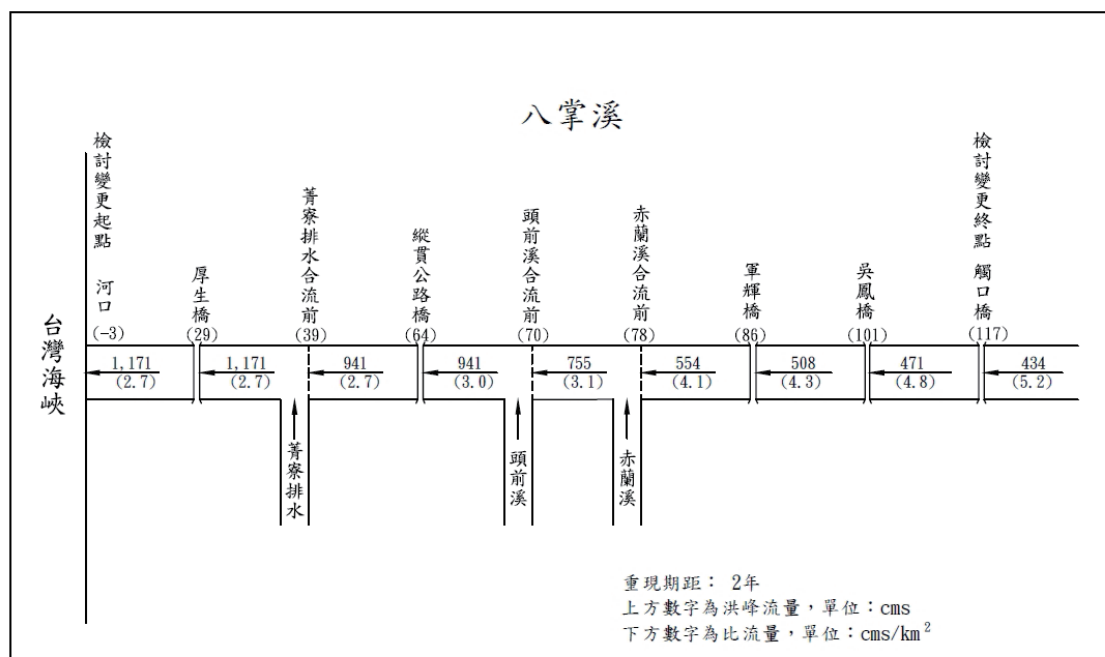 八掌溪
檢討變更起點 河口
厚生橋
菁寮排水合流前
縱貫公路橋
頭前溪合流前
赤蘭溪合流前
軍輝橋
吳鳳橋
檢討變更終點 觸口橋
(-3)
(29)
(39)
(64)
(70)
(78)
(86)
(101)
(117)
台灣海峽
1,171
(2.7)
1,171
(2.7)
941
(2.7)
941
(3.0)
755
(3.1)
554
(4.1)
508
(4.3)
471
(4.8)
434
(5.2)
菁寮排水
頭前溪
赤蘭溪
重現期距： 2年
上方數字為洪峰流量，單位：cms
下方數字為比流量，單位：cms/km²